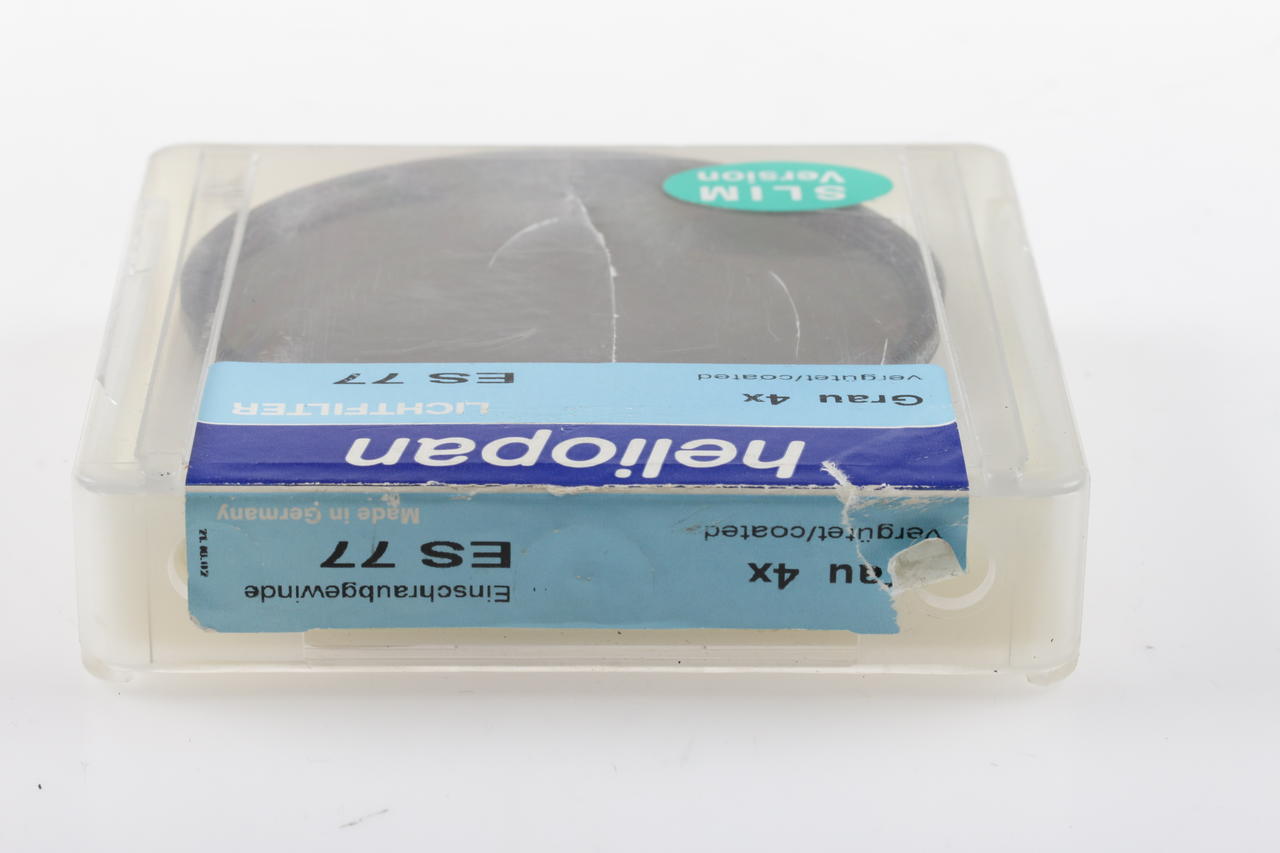 Einschraubgewinde
rau 4x ES 77
Vergütet/coated
Made in Germany
heliopan
Grau 4x LICHTFILTER
vergütet/coated ES 77
SLIM
Version